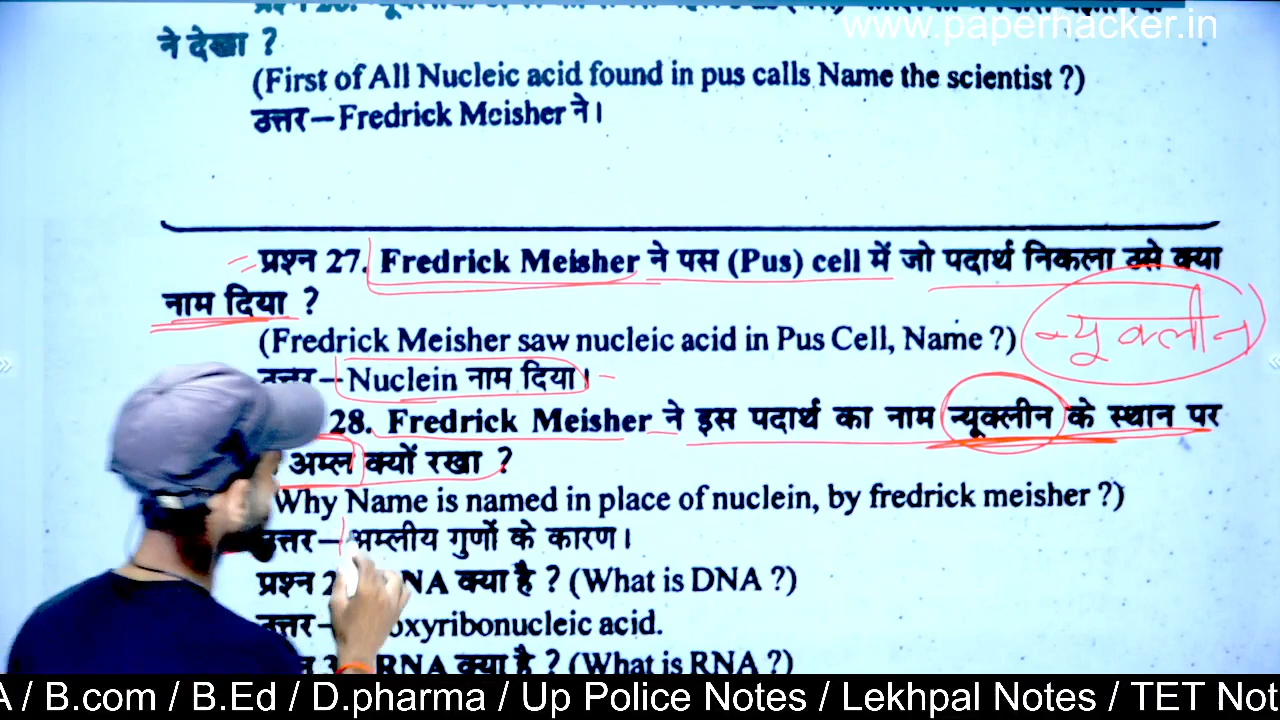 www.paperhacker.in
ने देखा ?
(First of All Nucleic acid found in pus calls Name the scientist ?)
उत्तर–Fredrick Meisher ने।
प्रश्न 27. Fredrick Meisher ने पस (Pus) cell में जो पदार्थ निकला उसे क्या
नाम दिया ?
(Fredrick Meisher saw nucleic acid in Pus Cell, Name ?)
न्यूक्लीन
उत्तर–Nuclein नाम दिया।
28. Fredrick Meisher ने इस पदार्थ का नाम न्यूक्लीन के स्थान पर
अम्ल क्यों रखा ?
Why Name is named in place of nuclein, by fredrick meisher ?)
उत्तर–अम्लीय गुणों के कारण।
प्रश्न 2 NA क्या है ? (What is DNA ?)
उत्तर– oxyribonucleic acid.
RNA क्या है ? (What is RNA ?)
A / B.com / B.Ed / D.pharma / Up Police Notes / Lekhpal Notes / TET Not